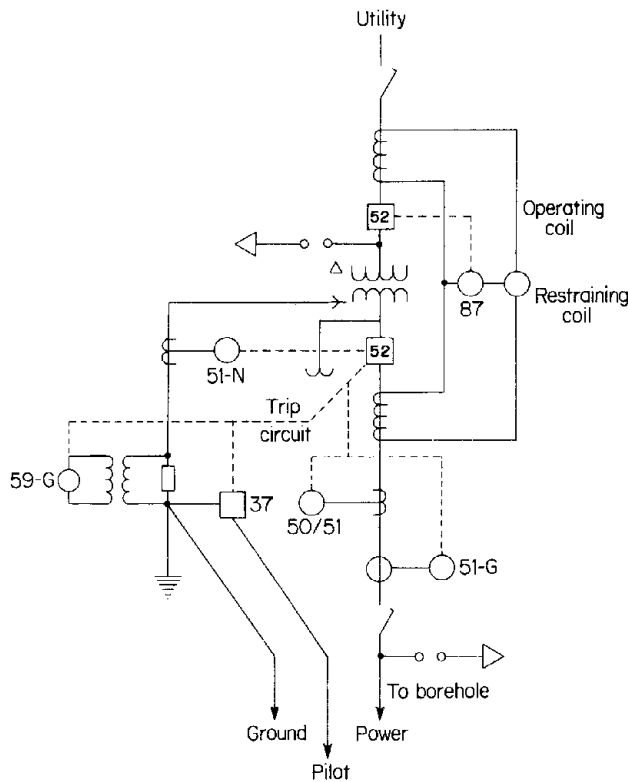 Utility
52
Operating
coil
87
Restraining
coil
52
51-N
Trip
circuit
59-G
37
50/51
51-G
To borehole
Ground
Power
Pilot